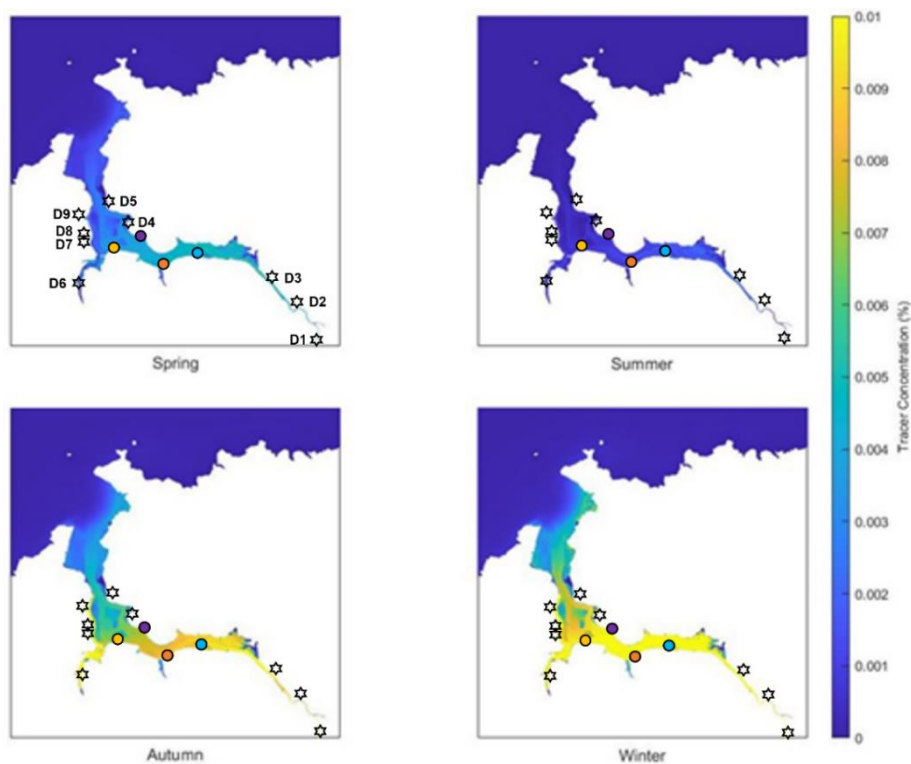 D5
D9
D4
D8
D7
D6
D3
D2
D1
Spring
Summer
Autumn
Winter
0.01
0.009
0.008
0.007
0.006
0.005
0.004
0.003
0.002
0.001
0
Tracer Concentration (%)